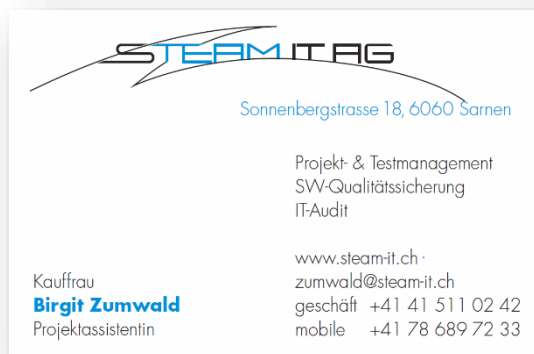 STEAM IT AG
Sonnenbergstrasse 18, 6060 Sarnen
Projekt- & Testmanagement
SW-Qualitätssicherung
IT-Audit
www.steam-it.ch
Kauffrau
zumwald@steam-it.ch
Birgit Zumwald
geschäft +41 41 511 02 42
Projektassistentin
mobile +41 78 689 72 33